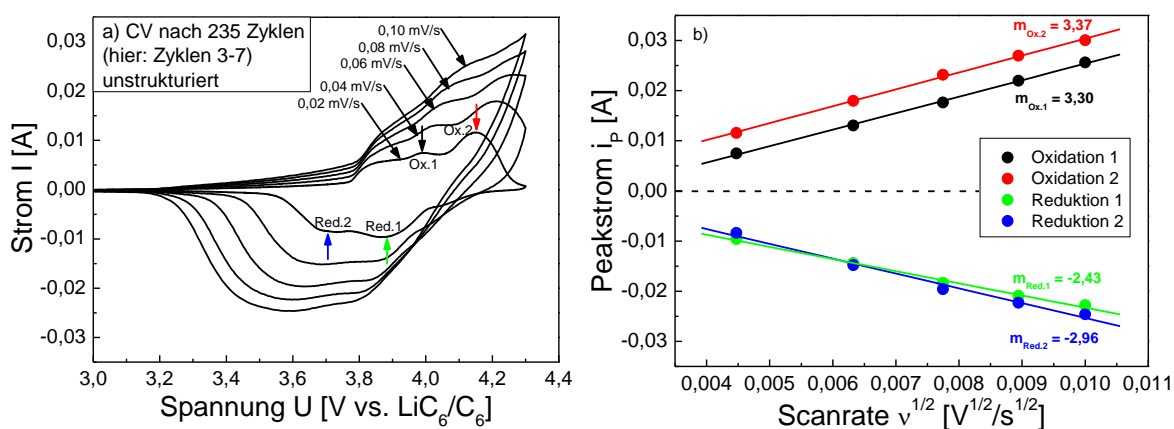 a) CV nach 235 Zyklen
(hier: Zyklen 3-7)
unstrukturiert
0,10 mV/s
0,08 mV/s
0,06 mV/s
0,04 mV/s
0,02 mV/s
Ox.2
Ox.1
Red.2
Red.1
0,03
0,02
0,01
0,00
-0,01
-0,02
-0,03
Strom I [A]
3,0
3,2
3,4
3,6
3,8
4,0
4,2
4,4
Spannung U [V vs. LiC6/C6]
b)
mOx.2 = 3,37
mOx.1 = 3,30
Oxidation 1
Oxidation 2
Reduktion 1
Reduktion 2
mRed.1 = -2,43
mRed.2 = -2,96
0,03
0,02
0,01
0,00
-0,01
-0,02
-0,03
Peakstrom iP [A]
0,004
0,005
0,006
0,007
0,008
0,009
0,010
0,011
Scanrate ν1/2 [V1/2/s1/2]